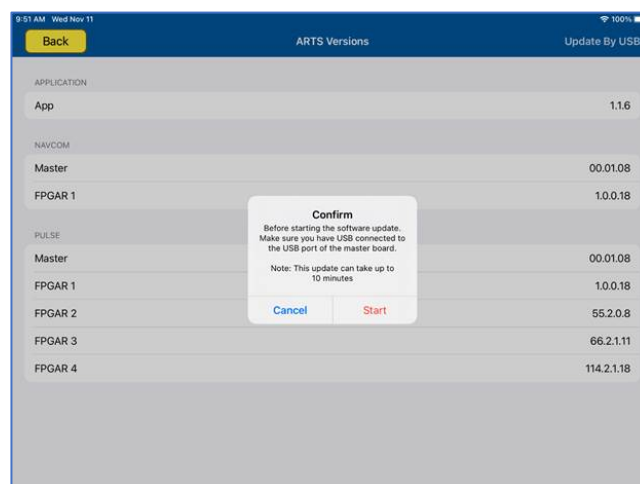 9:51 AM Wed Nov 11 100%
Back ARTS Versions Update By USB
APPLICATION
App 1.1.6
NAVCOM
Master 00.01.08
FPGAR 1 1.0.0.18
PULSE
Master 00.01.08
FPGAR 1 1.0.0.18
FPGAR 2 55.2.0.8
FPGAR 3 66.2.1.11
FPGAR 4 114.2.1.18
Confirm
Before starting the software update.
Make sure you have USB connected to
the USB port of the master board.
Note: This update can take up to
10 minutes
Cancel Start